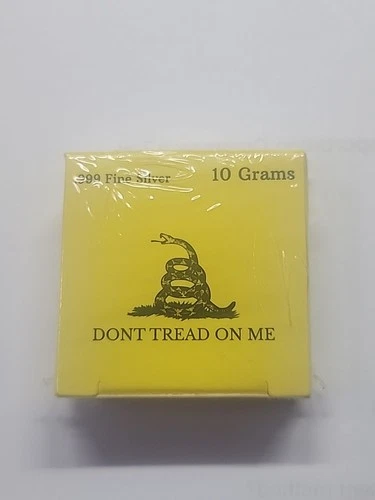 999 Fine Silver 10 Grams
DONT TREAD ON ME